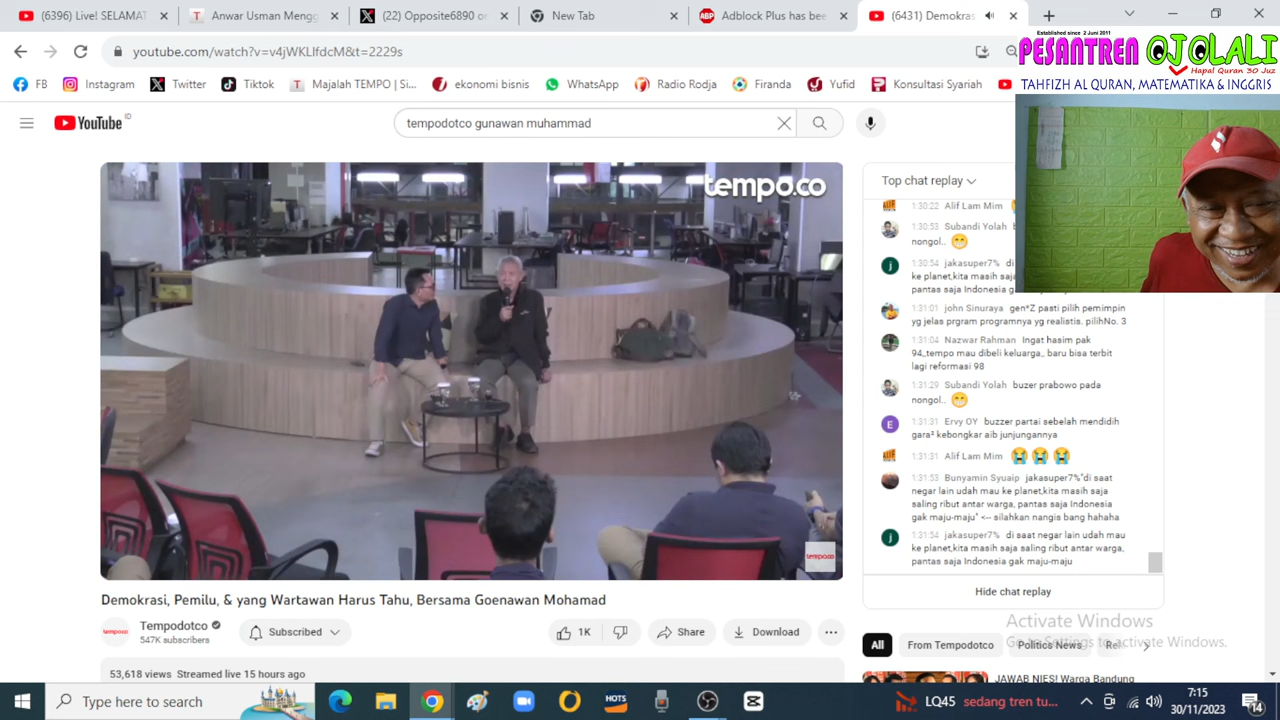 (6396) Live! SELAMAT
Anwar Usman Mengg
(22) Opposite6890 or
New Tab
Adblock Plus has bee
(6431) Demokras
youtube.com/watch?v=v4jWKLlfdcM&t=2229s
Established since 2 Juni 2011
PESANTREN OJOLALI
Hapal Quran 30 Juz
TAHFIZH AL QURAN, MATEMATIKA & INGGRIS
FB
Instagram
Twitter
Tiktok
Majalah TEMPO | Si...
ekonomi bisnis
WhatsApp
Radio Rodja
Firanda
Yufid
Konsultasi Syariah
YouTube ID
tempodotco gunawan muhammad
tempo.co
Top chat replay
1:30:22 Alif Lam Mim
1:30:53 Subandi Yolah
nongol..
1:30:54 jakasuper7% di
ke planet,kita masih saja
pantas saja Indonesia gak
1:31:01 john Sinuraya gen*Z pasti pilih pemimpin
yg jelas prgram programnya yg realistis. pilihNo. 3
1:31:04 Nazwar Rahman Ingat hasim pak
94,,tempo mau dibeli keluarga,, baru bisa terbit
lagi reformasi 98
1:31:29 Subandi Yolah buzer prabowo pada
nongol.. 😁
1:31:31 Ervy OY buzzer partai sebelah mendidih
gara² kebongkar aib junjungannya
1:31:31 Alif Lam Mim 😭 😭 😭
1:31:53 Bunyamin Syuaip jakasuper7%"di saat
negar lain udah mau ke planet,kita masih saja
saling ribut antar warga, pantas saja Indonesia
gak maju-maju" <-- silahkan nangis bang hahaha
1:31:54 jakasuper7% di saat negar lain udah mau
ke planet,kita masih saja saling ribut antar warga,
pantas saja Indonesia gak maju-maju
tempo.co
Hide chat replay
Demokrasi, Pemilu, & yang Wartawan Harus Tahu, Bersama Goenawan Mohamad
tempo
Tempodotco
547K subscribers
Subscribed
1K
Share
Download
Activate Windows
Go to Settings to activate Windows.
All
From Tempodotco
Politics News
53,618 views Streamed live 15 hours ago
JAWAB NIES! Warga Bandung
Type here to search
HOTS
LQ45 sedang tren tu...
7:15
30/11/2023
14